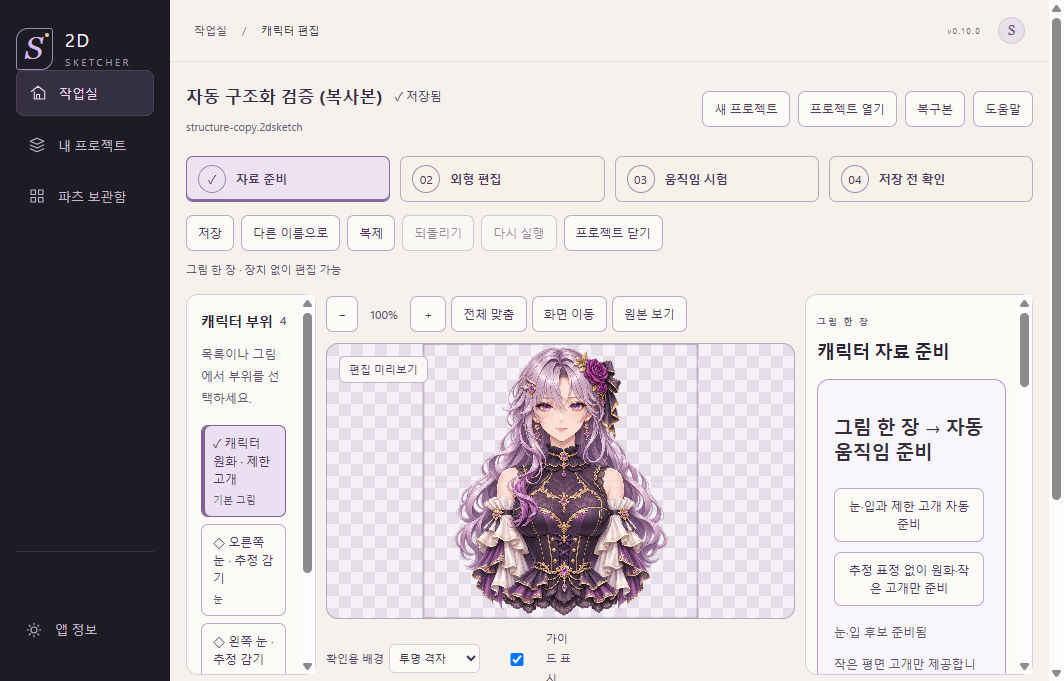 S
2D
SKETCHER
작업실
내 프로젝트
파츠 보관함
앱 정보
작업실 / 캐릭터 편집
v0.10.0
S
자동 구조화 검증 (복사본) ✓ 저장됨
structure-copy.2dsketch
새 프로젝트
프로젝트 열기
복구본
도움말
✓ 자료 준비
02 외형 편집
03 움직임 시험
04 저장 전 확인
저장
다른 이름으로
복제
되돌리기
다시 실행
프로젝트 닫기
그림 한 장 · 장치 없이 편집 가능
캐릭터 부위 4
목록이나 그림
에서 부위를 선
택하세요.
✓ 캐릭터
원화 · 제한
고개
기본 그림
◇ 오른쪽
눈 · 추정 감
기
눈
◇ 왼쪽 눈 ·
추정 감기
−
100%
+
전체 맞춤
화면 이동
원본 보기
편집 미리보기
확인용 배경
투명 격자
가이
드 표
시
그림 한 장
캐릭터 자료 준비
그림 한 장 → 자동
움직임 준비
눈·입과 제한 고개 자동
준비
추정 표정 없이 원화·작
은 고개만 준비
눈·입 후보 준비됨
작은 평면 고개만 제공합니